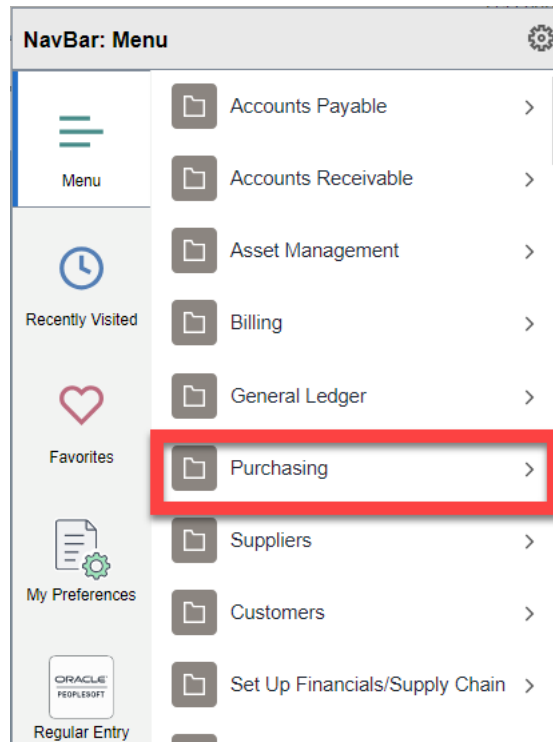 NavBar: Menu
Menu
Recently Visited
Favorites
My Preferences
ORACLE
PEOPLESOFT
Regular Entry
Accounts Payable
Accounts Receivable
Asset Management
Billing
General Ledger
Purchasing
Suppliers
Customers
Set Up Financials/Supply Chain